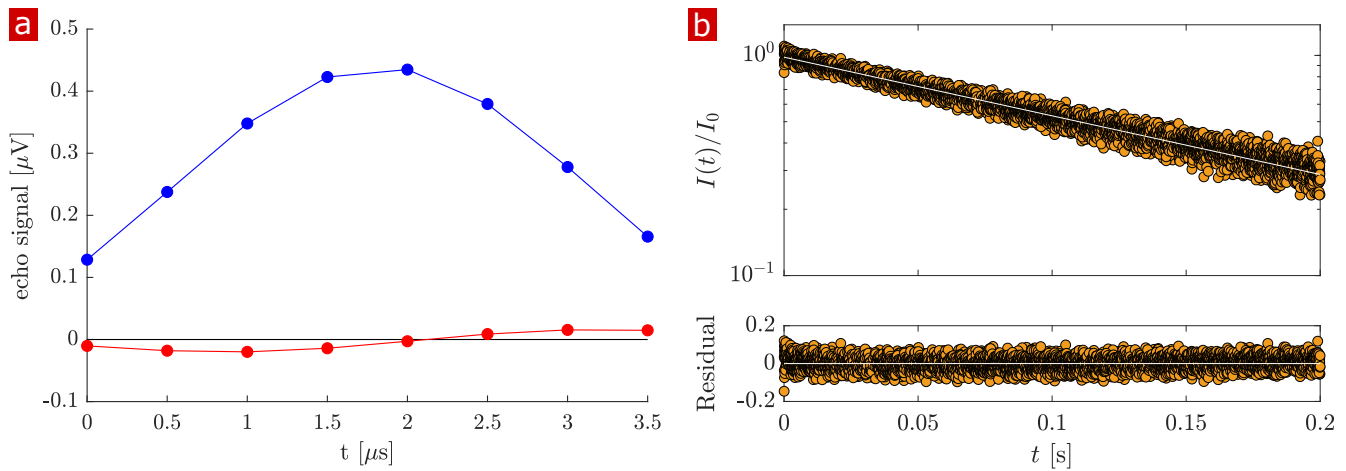 a
echo signal [μV]
0.5
0.4
0.3
0.2
0.1
0
-0.1
0 0.5 1 1.5 2 2.5 3 3.5
t [μs]
b
I(t)/I₀
10⁰
10⁻¹
Residual
0.2
0
-0.2
0 0.05 0.1 0.15 0.2
t [s]